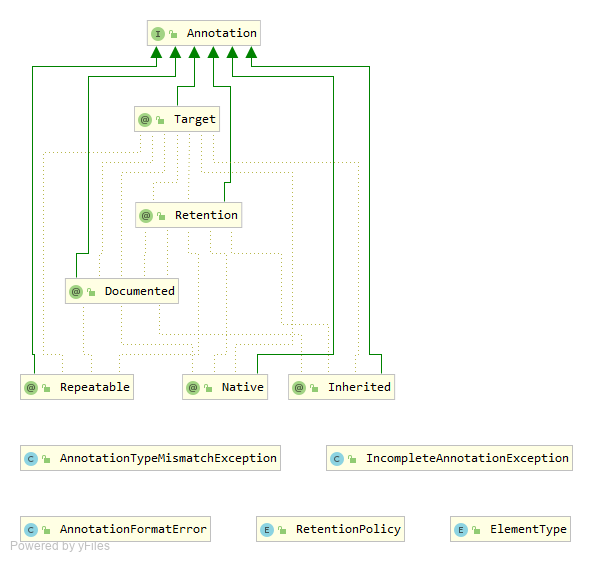 I Annotation
@ Target
@ Retention
@ Documented
@ Repeatable
@ Native
@ Inherited
C AnnotationTypeMismatchException
C IncompleteAnnotationException
C AnnotationFormatError
E RetentionPolicy
E ElementType
Powered by yFiles